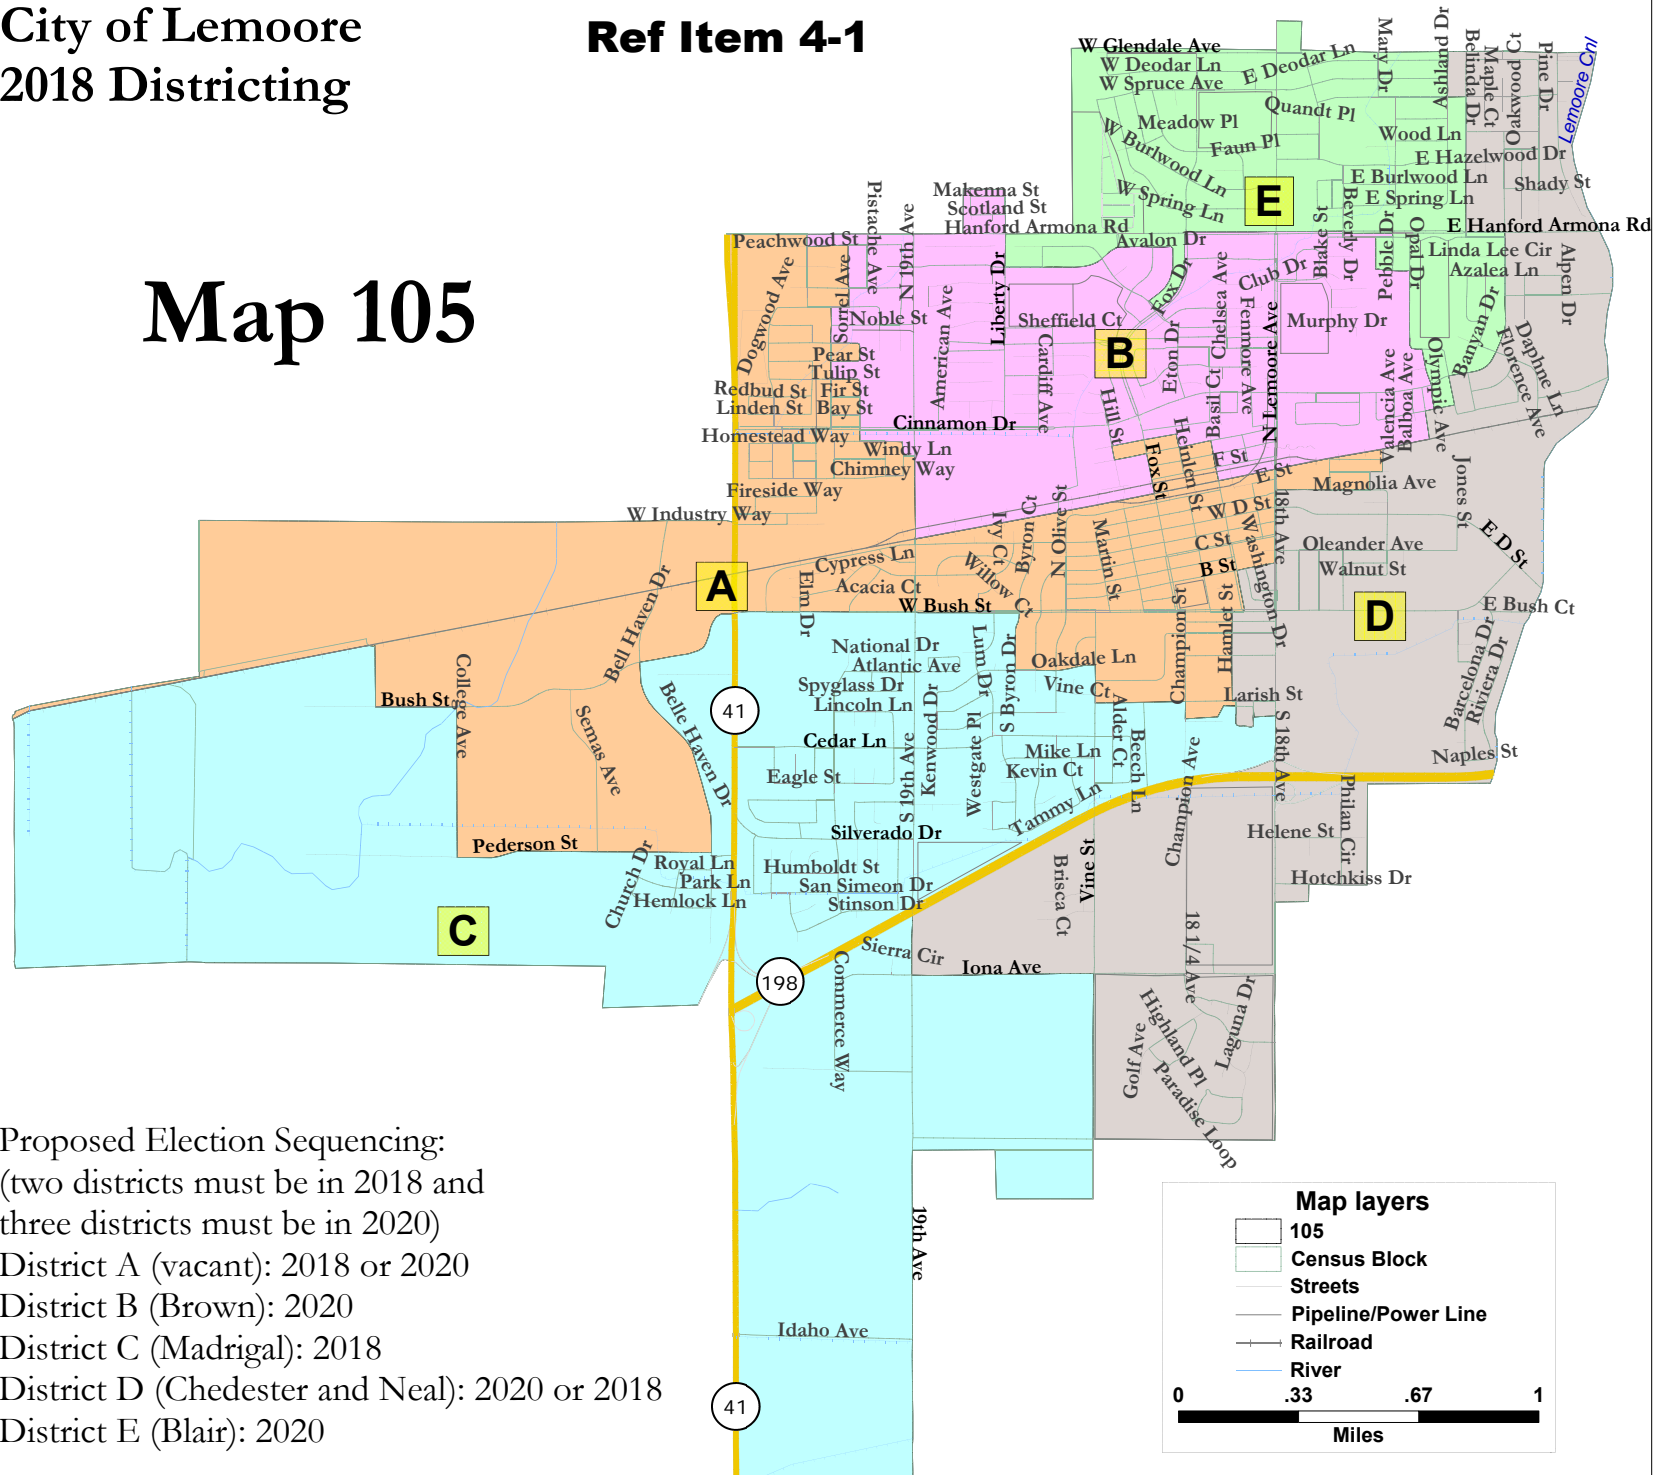 City of Lemoore
2018 Districting
Ref Item 4-1
Map 105
W Glendale Ave
W Deodar Ln
E Deodar Ln
W Spruce Ave
Mary Dr
Ashland Dr
Belinda Dr
Maple Ct
Oakwood Ct
Pine Dr
Lemoore Cnl
Quandt Pl
Meadow Pl
Faun Pl
Wood Ln
W Burlwood Ln
E Hazelwood Dr
E Burlwood Ln
Shady St
W Spring Ln
E
E Spring Ln
Makenna St
Scotland St
Hanford Armona Rd
E Hanford Armona Rd
Peachwood St
Pistache Ave
N 19th Ave
Avalon Dr
Blake St
Beverly Dr
Pebble Dr
Opal Dr
Linda Lee Cir
Azalea Ln
Alpen Dr
Dogwood Ave
Sorrel Ave
Liberty Dr
Fox Dr
Chelsea Ave
Club Dr
Noble St
American Ave
Sheffield Ct
Cardiff Ave
B
Eton Dr
Fenmore Ave
N Lemoore Ave
Murphy Dr
Banyan Dr
Daphne Ln
Florence Ave
Olympic Ave
Pear St
Tulip St
Redbud St
Fir St
Linden St
Bay St
Cinnamon Dr
Hill St
Basil Ct
Valencia Ave
Balboa Ave
Homestead Way
Windy Ln
Chimney Way
Fox St
Heinlen St
F St
E St
Fireside Way
Magnolia Ave
Jones St
W Industry Way
W D St
18th Ave
E D St
Ivy Ct
Byron Ct
N Olive St
Martin St
C St
Washington Dr
Oleander Ave
Cypress Ln
Willow Ct
B St
Walnut St
A
Elm Dr
Acacia Ct
W Bush St
D
E Bush Ct
Bell Haven Dr
National Dr
Lum Dr
S Byron Dr
Champion St
Hamlet St
Atlantic Ave
Oakdale Ln
Barcelona Dr
Riviera Dr
College Ave
Bush St
Belle Haven Dr
Spyglass Dr
Lincoln Ln
Vine Ct
Larish St
41
Semas Ave
Cedar Ln
Kenwood Dr
Westgate Pl
Alder Ct
Beech Ln
Mike Ln
S 18th Ave
Naples St
Eagle St
S 19th Ave
Kevin Ct
Champion Ave
Tammy Ln
Philan Cir
Pederson St
Silverado Dr
Helene St
Church Dr
Royal Ln
Humboldt St
Brisca Ct
Vine St
Park Ln
San Simeon Dr
Hotchkiss Dr
Hemlock Ln
Stinson Dr
C
Sierra Cir
18 1/4 Ave
198
Commerce Way
Iona Ave
Highland Pl
Laguna Dr
Golf Ave
Paradise Loop
19th Ave
Idaho Ave
41
Proposed Election Sequencing:
(two districts must be in 2018 and
three districts must be in 2020)
District A (vacant): 2018 or 2020
District B (Brown): 2020
District C (Madrigal): 2018
District D (Chedester and Neal): 2020 or 2018
District E (Blair): 2020
Map layers
105
Census Block
Streets
Pipeline/Power Line
Railroad
River
0 .33 .67 1
Miles